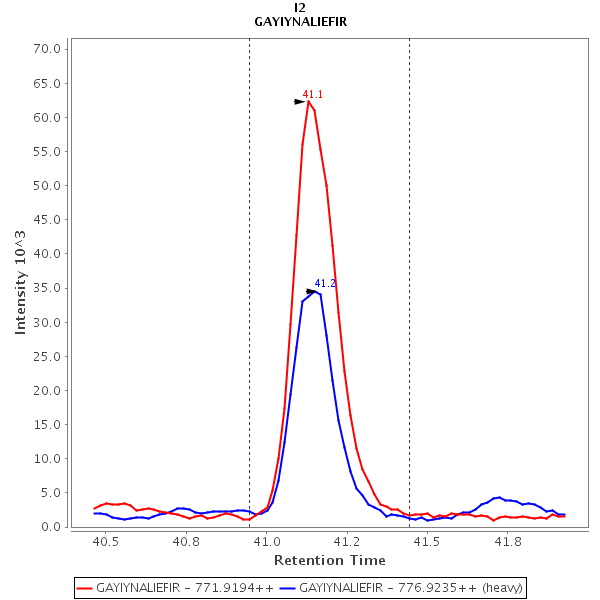 I2
GAYIYNALIEFIR
70.0
65.0
60.0
55.0
50.0
45.0
40.0
35.0
30.0
25.0
20.0
15.0
10.0
5.0
0.0
Intensity 10^3
41.1
41.2
40.5 40.8 41.0 41.2 41.5 41.8
Retention Time
GAYIYNALIEFIR - 771.9194++ GAYIYNALIEFIR - 776.9235++ (heavy)